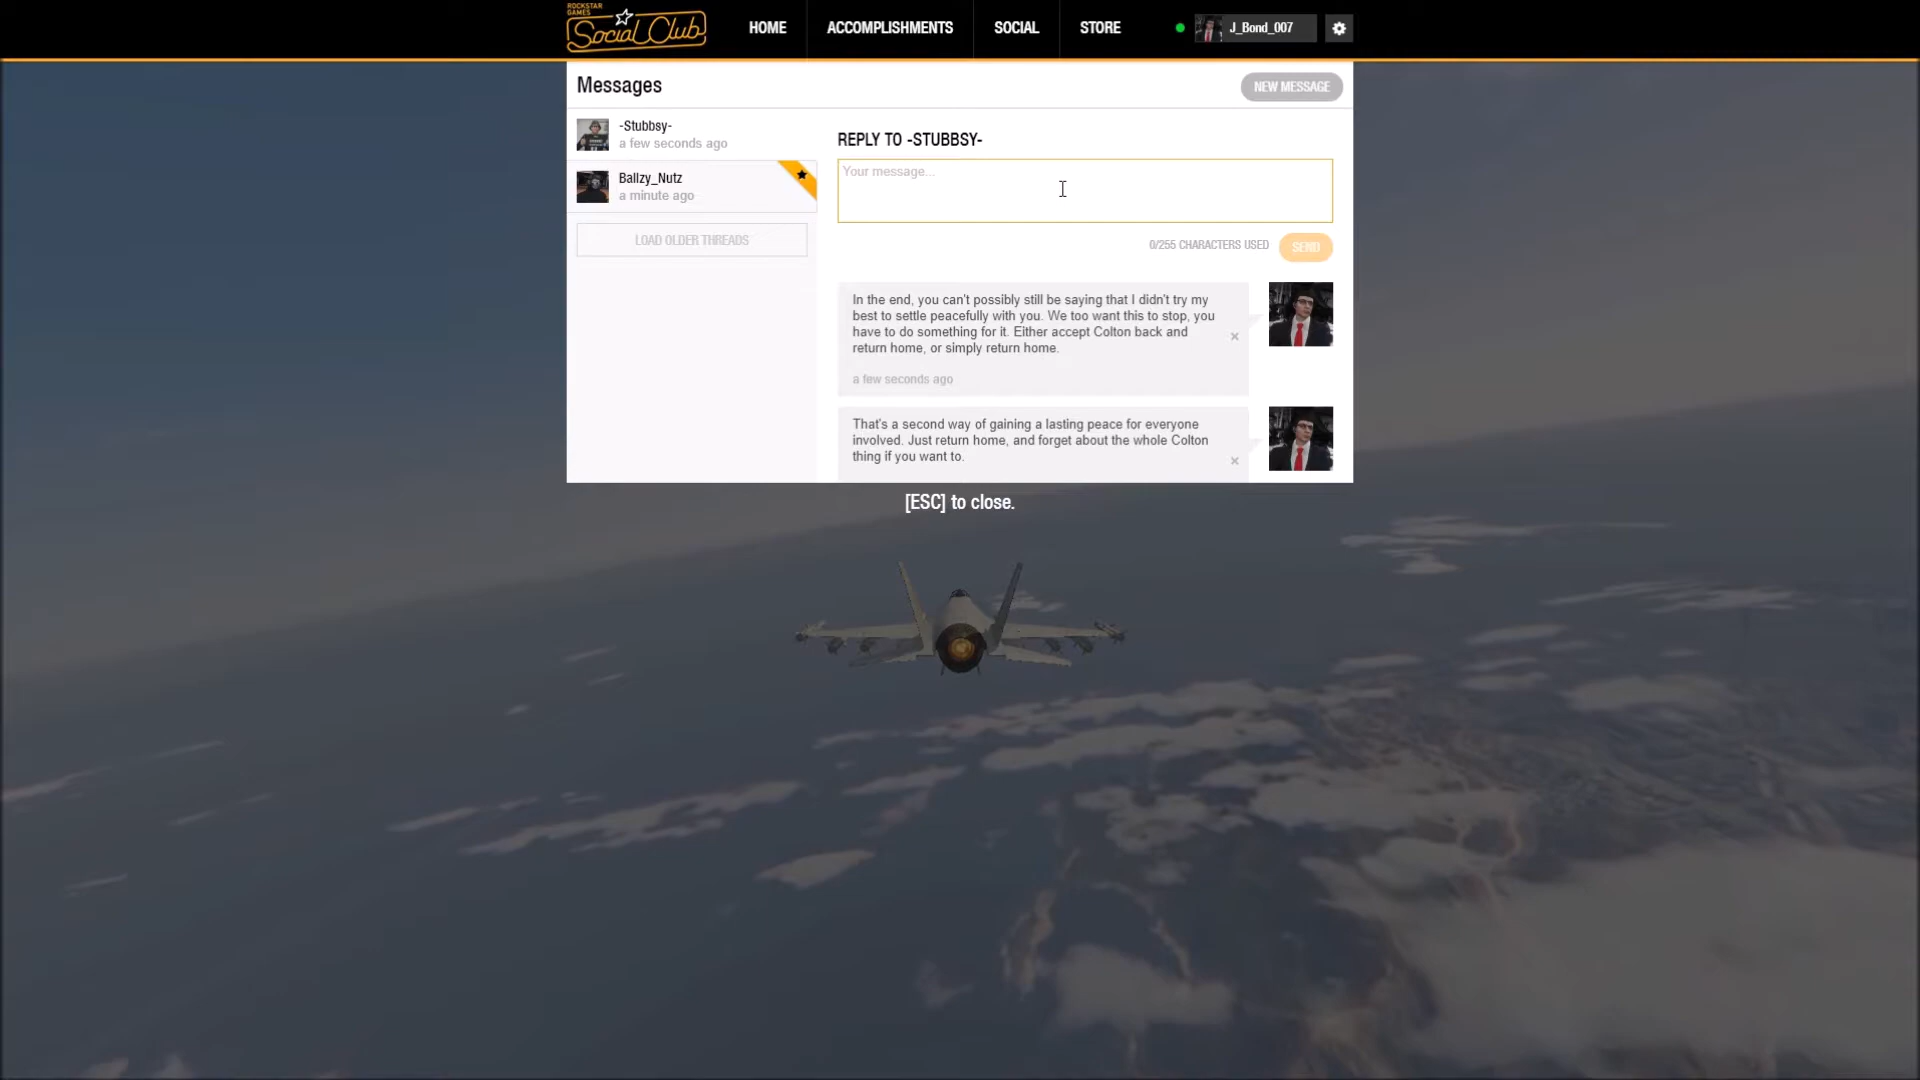 ROCKSTAR
GAMES
Social Club
HOME
ACCOMPLISHMENTS
SOCIAL
STORE
J_Bond_007
Messages
NEW MESSAGE
-Stubbsy-
a few seconds ago
Ballzy_Nutz
a minute ago
LOAD OLDER THREADS
REPLY TO -STUBBSY-
Your message...
0/255 CHARACTERS USED
SEND
In the end, you can't possibly still be saying that I didn't try my
best to settle peacefully with you. We too want this to stop, you
have to do something for it. Either accept Colton back and
return home, or simply return home.
a few seconds ago
That's a second way of gaining a lasting peace for everyone
involved. Just return home, and forget about the whole Colton
thing if you want to.
[ESC] to close.